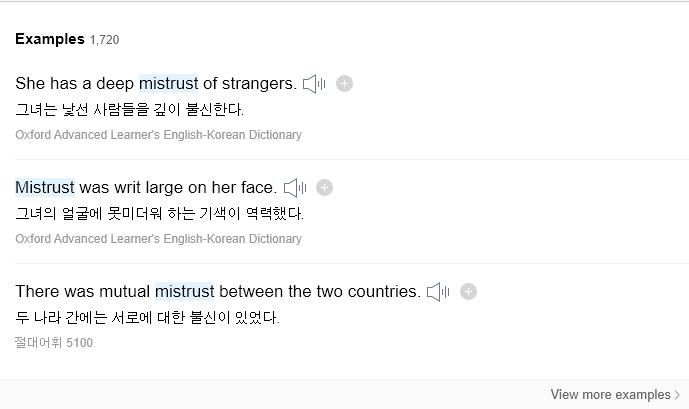 Examples 1,720
She has a deep mistrust of strangers.
그녀는 낯선 사람들을 깊이 불신한다.
Oxford Advanced Learner's English-Korean Dictionary
Mistrust was writ large on her face.
그녀의 얼굴에 못미더워 하는 기색이 역력했다.
Oxford Advanced Learner's English-Korean Dictionary
There was mutual mistrust between the two countries.
두 나라 간에는 서로에 대한 불신이 있었다.
절대어휘 5100
View more examples